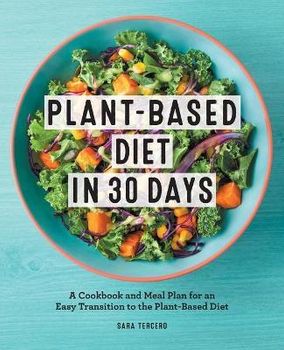 PLANT-BASED
DIET
IN 30 DAYS
A Cookbook and Meal Plan for an
Easy Transition to the Plant-Based Diet
SARA TERCERO